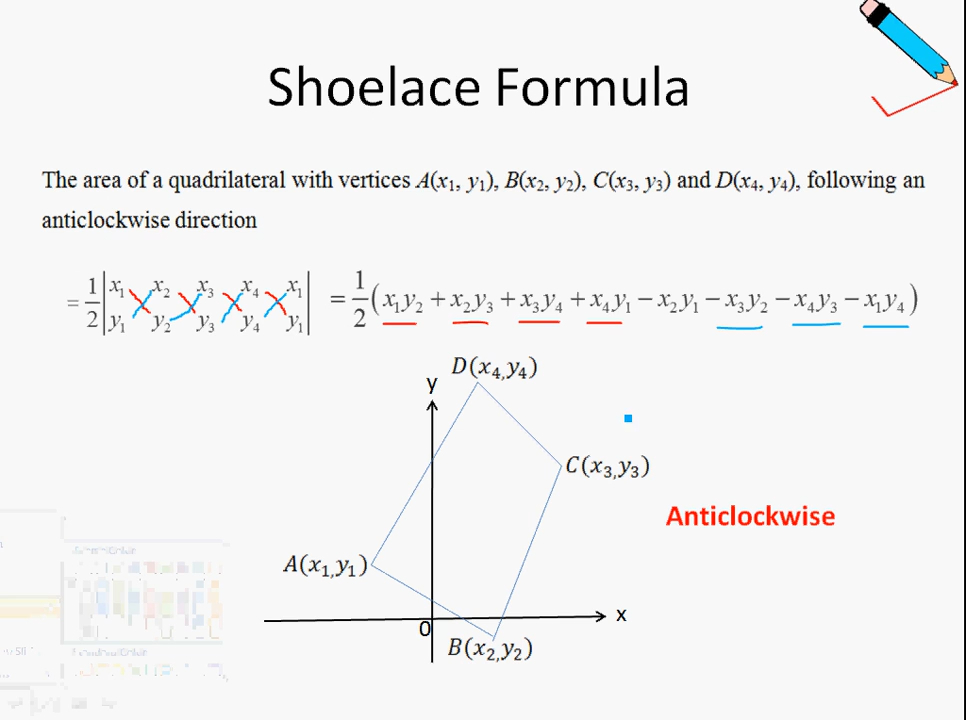 Shoelace Formula
The area of a quadrilateral with vertices A(x₁, y₁), B(x₂, y₂), C(x₃, y₃) and D(x₄, y₄), following an
anticlockwise direction
= 1/2 |x₁ x₂ x₃ x₄ x₁ y₁ y₂ y₃ y₄ y₁| = 1/2 (x₁y₂ + x₂y₃ + x₃y₄ + x₄y₁ − x₂y₁ − x₃y₂ − x₄y₃ − x₁y₄)
D(x₄,y₄)
y
C(x₃,y₃)
Anticlockwise
A(x₁,y₁)
x
0
B(x₂,y₂)